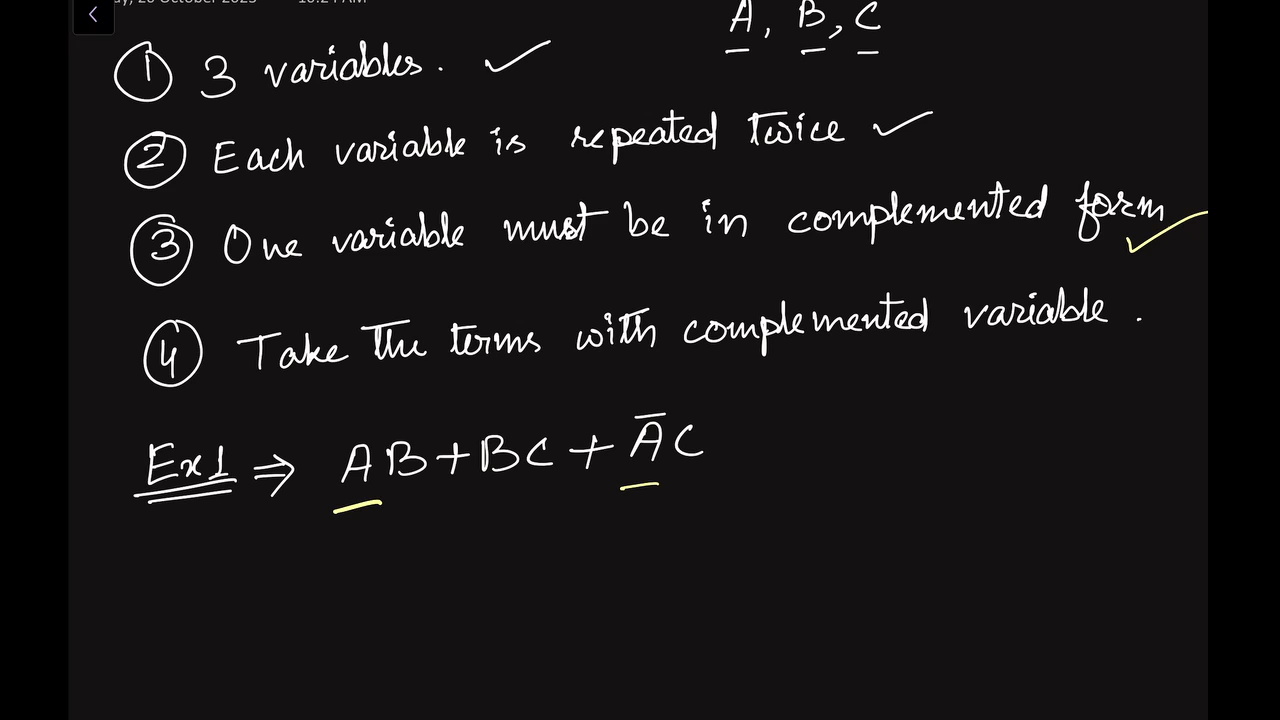 A, B, C
① 3 variables.
② Each variable is repeated twice
③ One variable must be in complemented form
④ Take the terms with complemented variable.
Ex1 ⇒ AB + BC + A̅C